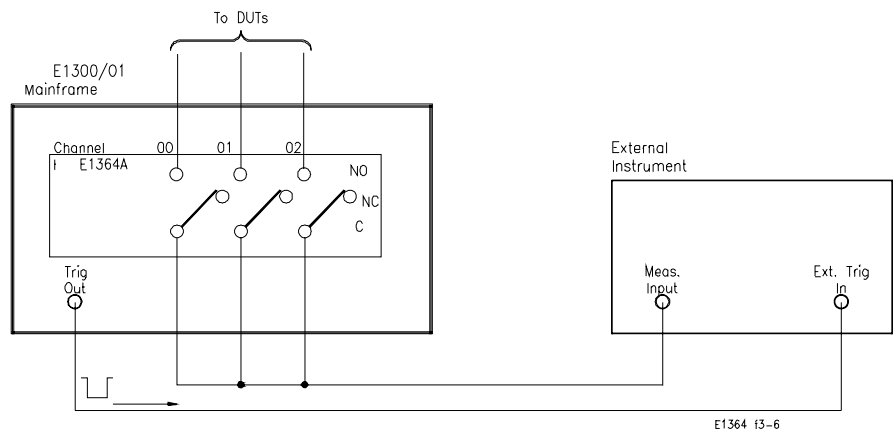 To DUTs
E1300/01
Mainframe
Channel 00 01 02
E1364A
NO
NC
C
Trig
Out
External
Instrument
Meas.
Input
Ext. Trig
In
E1364 f3-6